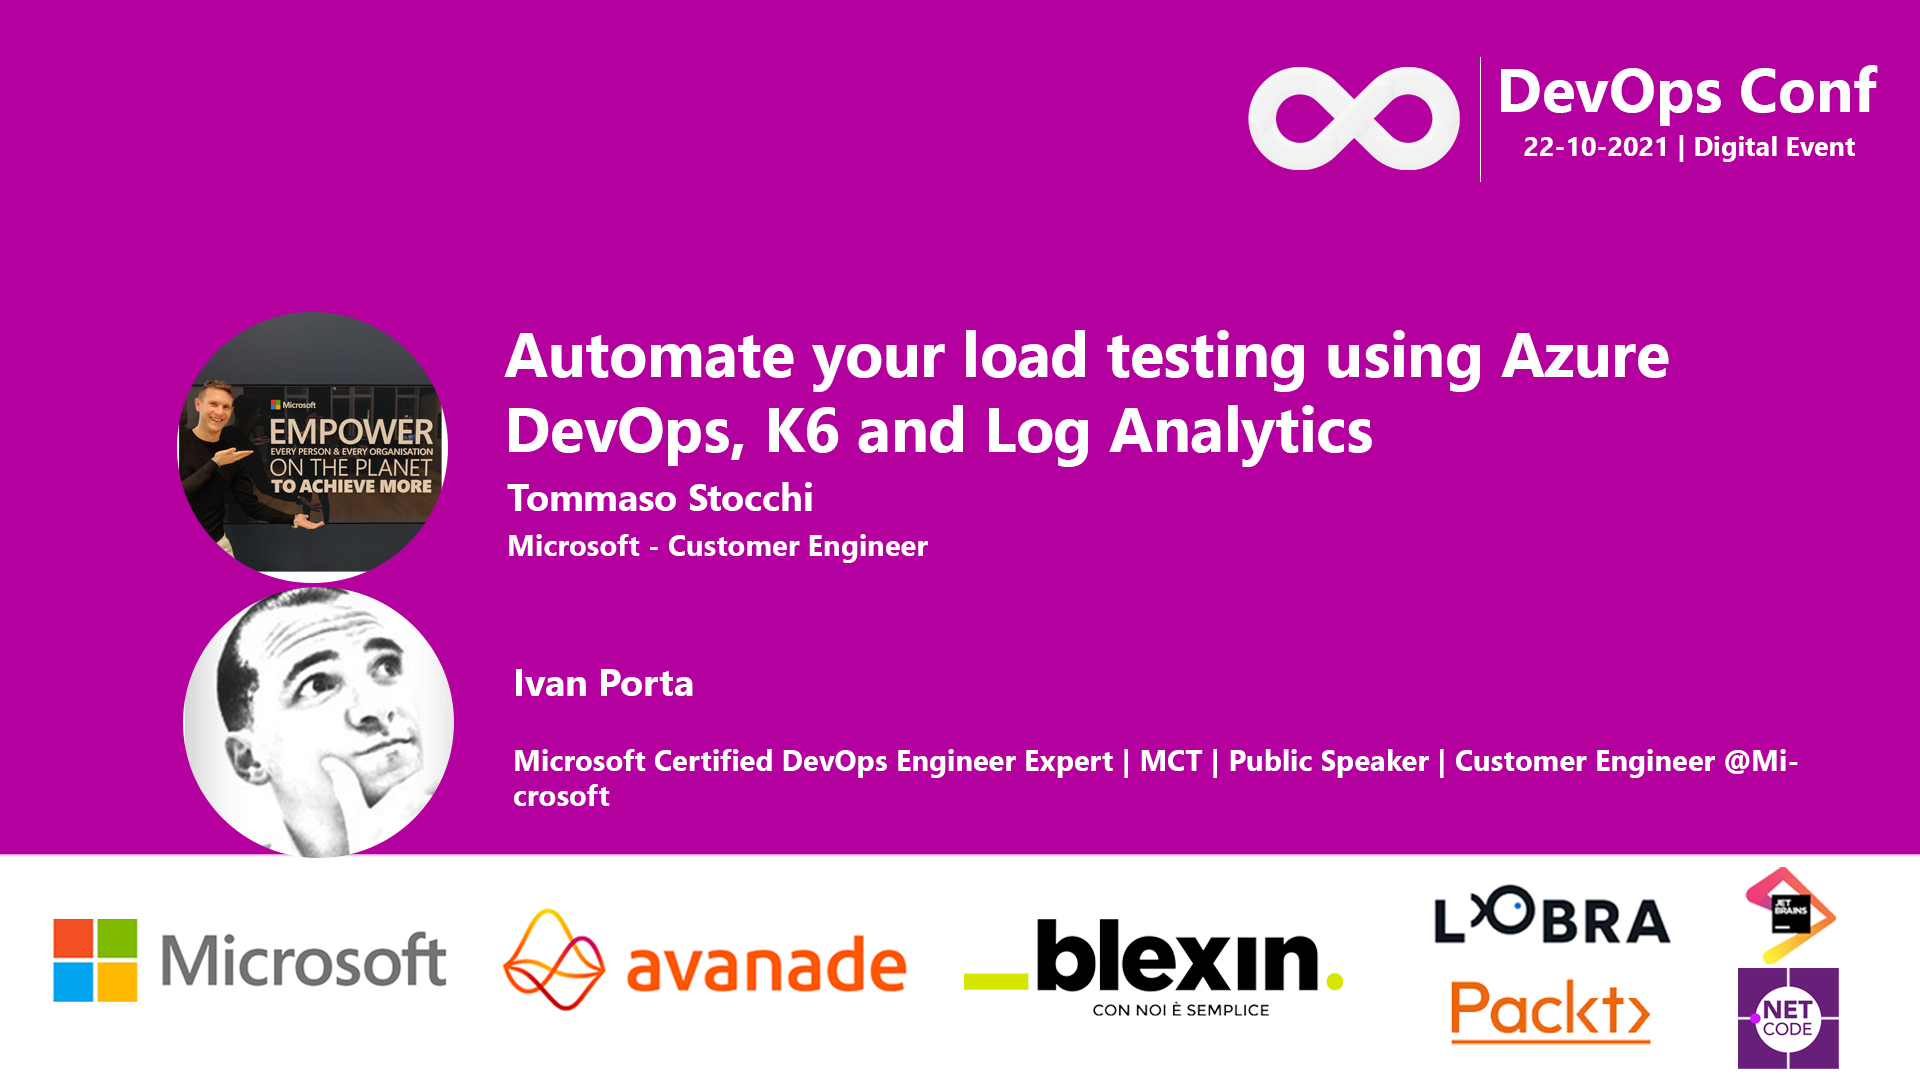 DevOps Conf
22-10-2021 | Digital Event
Automate your load testing using Azure
DevOps, K6 and Log Analytics
Tommaso Stocchi
Microsoft - Customer Engineer
Microsoft
EMPOWER
EVERY PERSON & EVERY ORGANISATION
ON THE PLANET
TO ACHIEVE MORE
Ivan Porta
Microsoft Certified DevOps Engineer Expert | MCT | Public Speaker | Customer Engineer @Mi-
crosoft
Microsoft
avanade
blexin.
CON NOI È SEMPLICE
LOBRA
Packt>
JET
BRAINS
NET
CODE